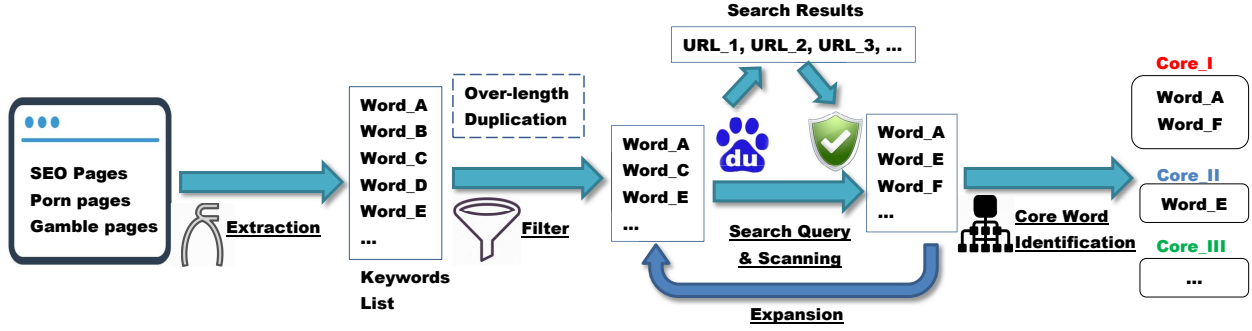 SEO Pages
Porn pages
Gamble pages
Extraction
Word_A
Word_B
Word_C
Word_D
Word_E
...
Keywords
List
Over-length
Duplication
Filter
Word_A
Word_C
Word_E
...
Search Results
URL_1, URL_2, URL_3, ...
du
Search Query
& Scanning
Expansion
Word_A
Word_E
Word_F
...
Core Word
Identification
Core_I
Word_A
Word_F
Core_II
Word_E
Core_III
...